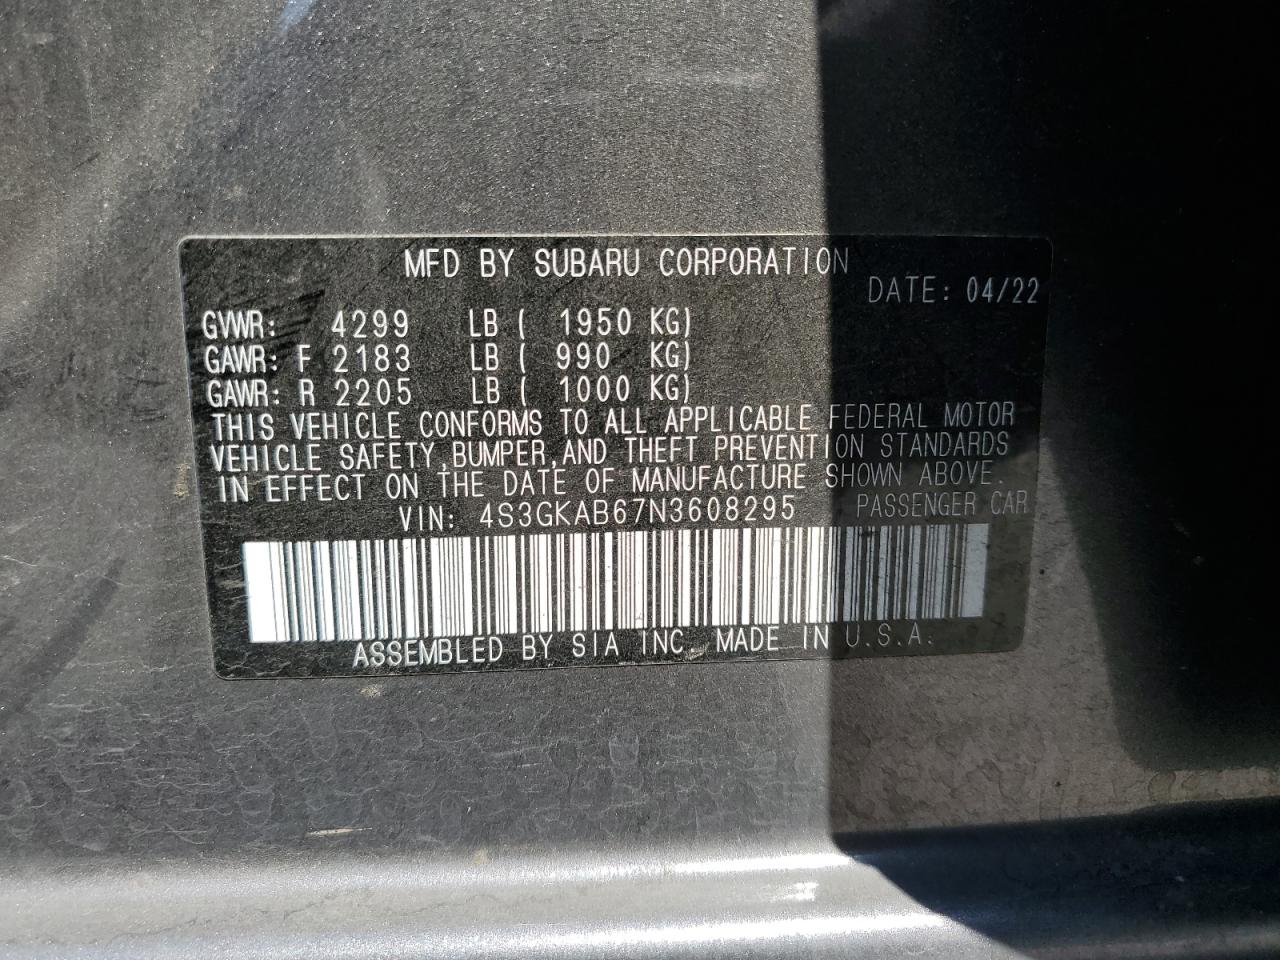 MFD BY SUBARU CORPORATION
DATE: 04/22
GVWR: 4299 LB ( 1950 KG)
GAWR: F 2183 LB ( 990 KG)
GAWR: R 2205 LB ( 1000 KG)
THIS VEHICLE CONFORMS TO ALL APPLICABLE FEDERAL MOTOR
VEHICLE SAFETY,BUMPER,AND THEFT PREVENTION STANDARDS
IN EFFECT ON THE DATE OF MANUFACTURE SHOWN ABOVE.
VIN: 4S3GKAB67N3608295 PASSENGER CAR
ASSEMBLED BY SIA INC. MADE IN U.S.A.